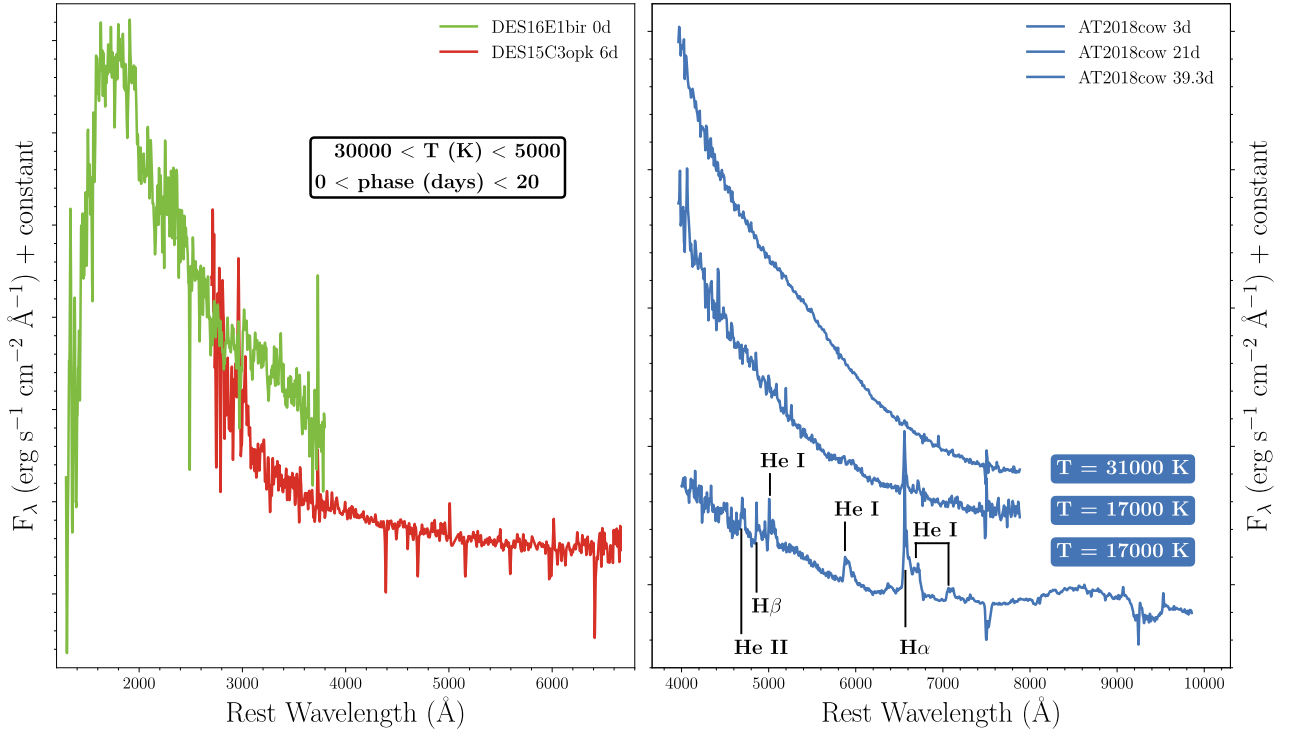 DES16E1bir 0d
DES15C3opk 6d
30000 < T (K) < 5000
0 < phase (days) < 20
F_λ (erg s⁻¹ cm⁻² Å⁻¹) + constant
2000 3000 4000 5000 6000
Rest Wavelength (Å)
AT2018cow 3d
AT2018cow 21d
AT2018cow 39.3d
T = 31000 K
T = 17000 K
T = 17000 K
He I
He I
He I
Hβ
He II
Hα
4000 5000 6000 7000 8000 9000 10000
Rest Wavelength (Å)
F_λ (erg s⁻¹ cm⁻² Å⁻¹) + constant